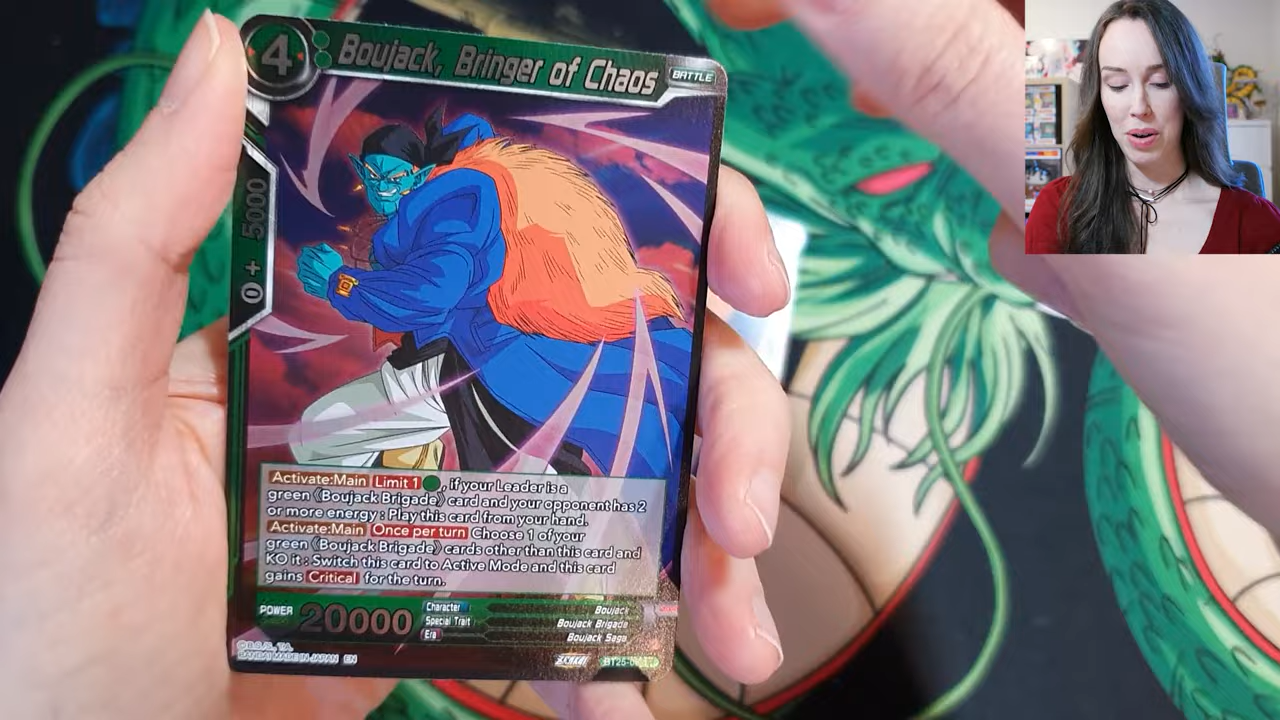 4
Boujack, Bringer of Chaos
BATTLE
0 + 5000
Activate:Main Limit 1 , if your Leader is a
green 《Boujack Brigade》 card and your opponent has 2
or more energy : Play this card from your hand.
Activate:Main Once per turn Choose 1 of your
green 《Boujack Brigade》 cards other than this card and
KO it : Switch this card to Active Mode and this card
gains Critical for the turn.
POWER 20000
Character Boujack
Special Trait Boujack Brigade
Era Boujack Saga
BANDAI MADE IN JAPAN EN